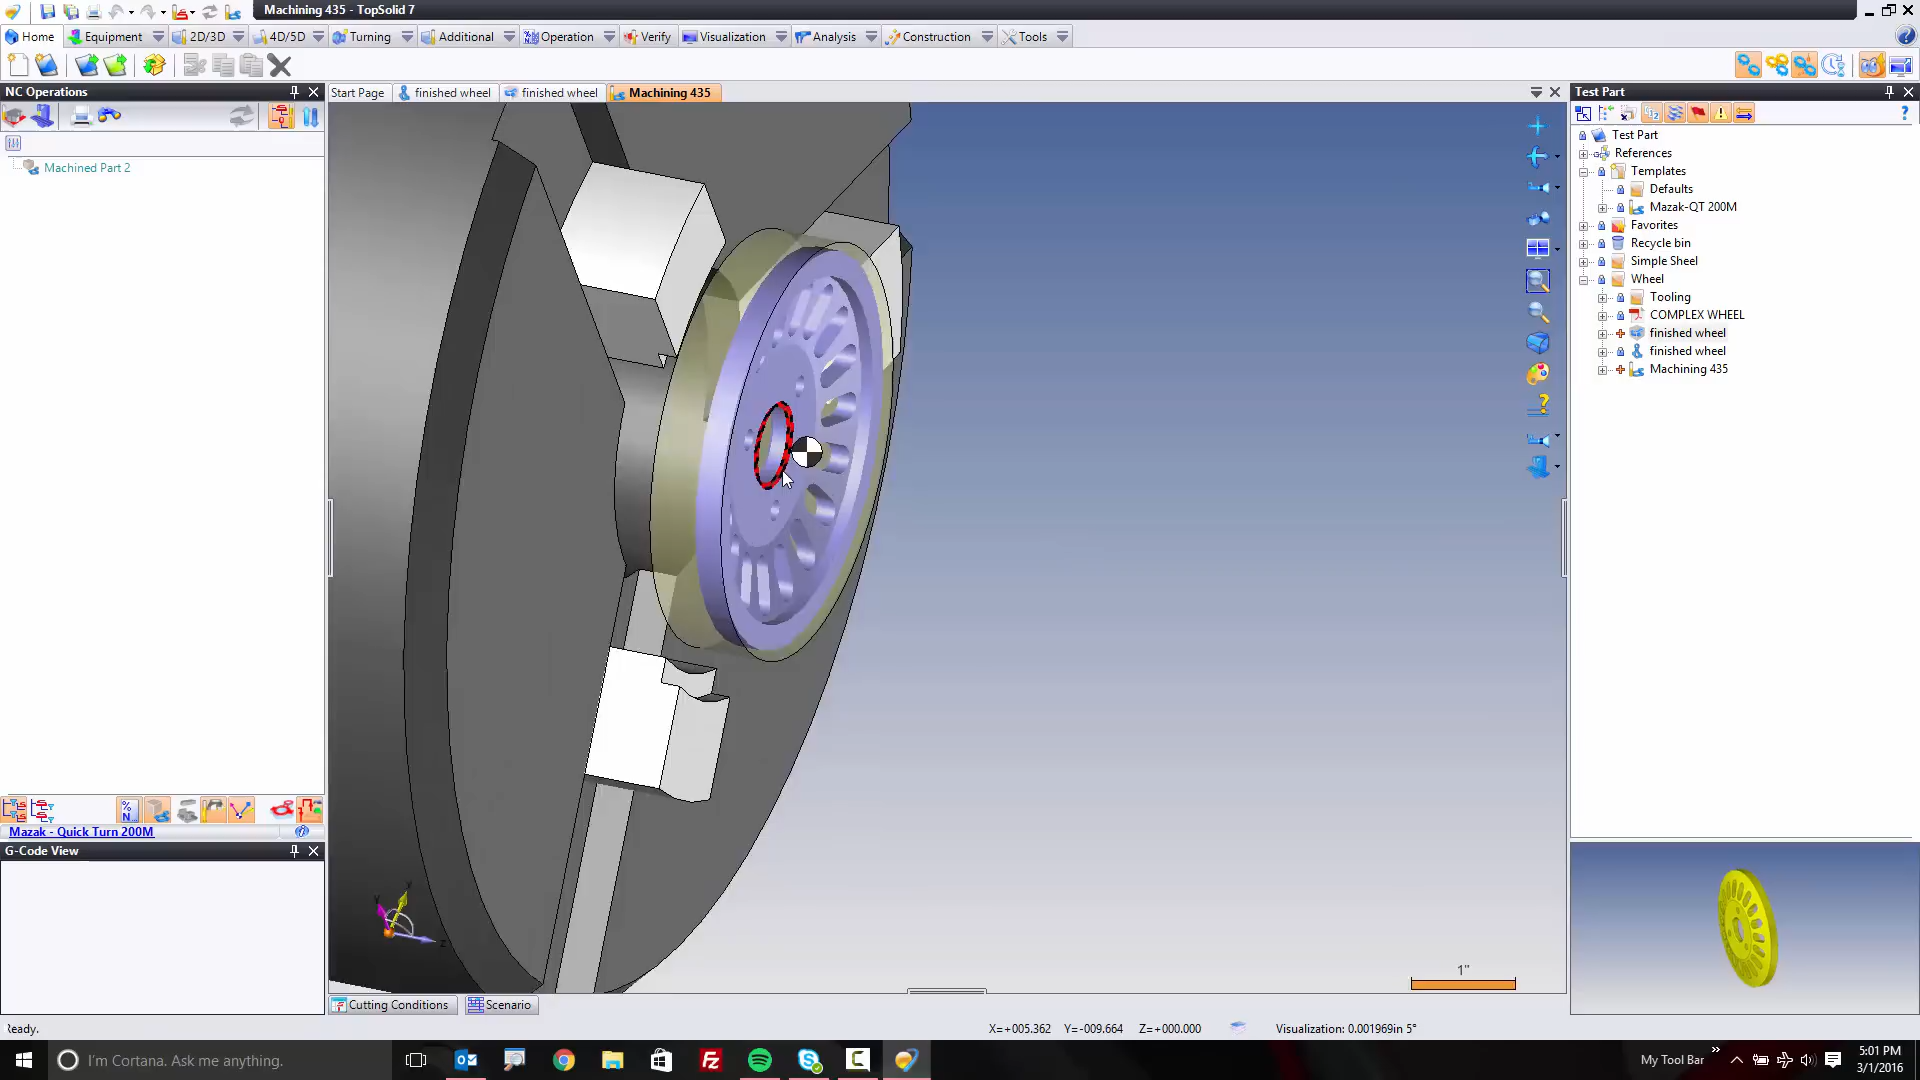 Machining 435 - TopSolid 7
Home Equipment 2D/3D 4D/5D Turning Additional Operation Verify Visualization Analysis Construction Tools
NC Operations
Start Page finished wheel finished wheel Machining 435
Test Part
Machined Part 2
Test Part
References
Templates
Defaults
Mazak-QT 200M
Favorites
Recycle bin
Simple Sheel
Wheel
Tooling
COMPLEX WHEEL
finished wheel
finished wheel
Machining 435
Mazak - Quick Turn 200M
G-Code View
Z
1"
Cutting Conditions Scenario
Ready.
X=+005.362 Y=-009.664 Z=+000.000 Visualization: 0.001969in 5°
I'm Cortana. Ask me anything.
My Tool Bar
5:01 PM
3/1/2016